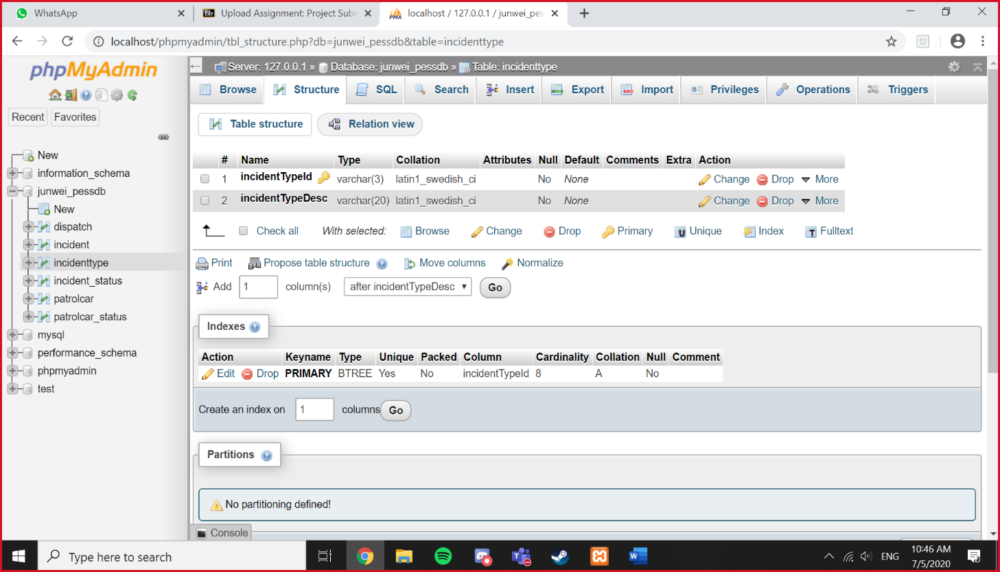 WhatsApp
Upload Assignment: Project Subm
localhost / 127.0.0.1 / junwei_pes
localhost/phpmyadmin/tbl_structure.php?db=junwei_pessdb&table=incidenttype
phpMyAdmin
Recent Favorites
New
information_schema
junwei_pessdb
New
dispatch
incident
incidenttype
incident_status
patrolcar
patrolcar_status
mysql
performance_schema
phpmyadmin
test
Server: 127.0.0.1 » Database: junwei_pessdb » Table: incidenttype
Browse Structure SQL Search Insert Export Import Privileges Operations Triggers
Table structure Relation view
# Name Type Collation Attributes Null Default Comments Extra Action
1 incidentTypeId varchar(3) latin1_swedish_ci No None Change Drop More
2 incidentTypeDesc varchar(20) latin1_swedish_ci No None Change Drop More
Check all With selected: Browse Change Drop Primary Unique Index Fulltext
Print Propose table structure Move columns Normalize
Add 1 column(s) after incidentTypeDesc Go
Indexes
Action Keyname Type Unique Packed Column Cardinality Collation Null Comment
Edit Drop PRIMARY BTREE Yes No incidentTypeId 8 A No
Create an index on 1 columns Go
Partitions
No partitioning defined!
Console
Type here to search
ENG
10:46 AM
7/5/2020